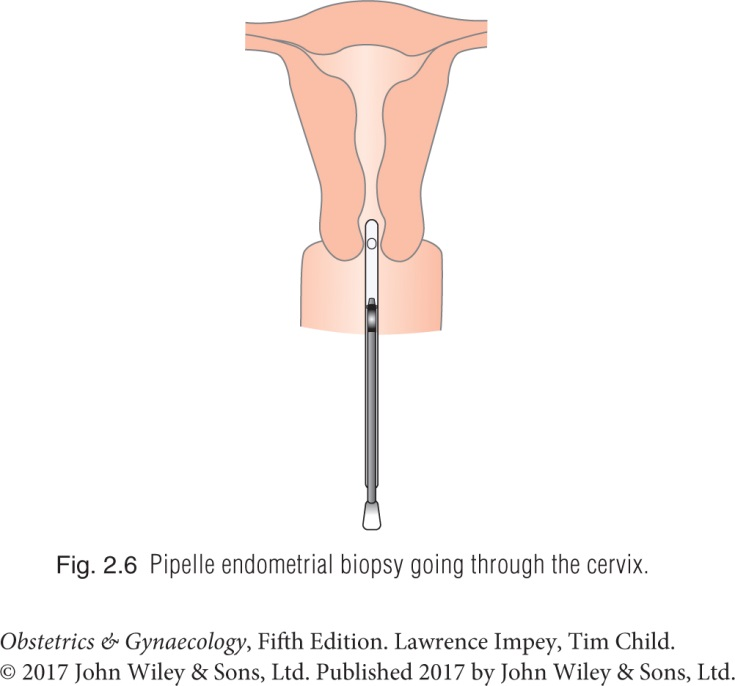 Fig. 2.6 Pipelle endometrial biopsy going through the cervix.
Obstetrics & Gynaecology, Fifth Edition. Lawrence Impey, Tim Child.
© 2017 John Wiley & Sons, Ltd. Published 2017 by John Wiley & Sons, Ltd.